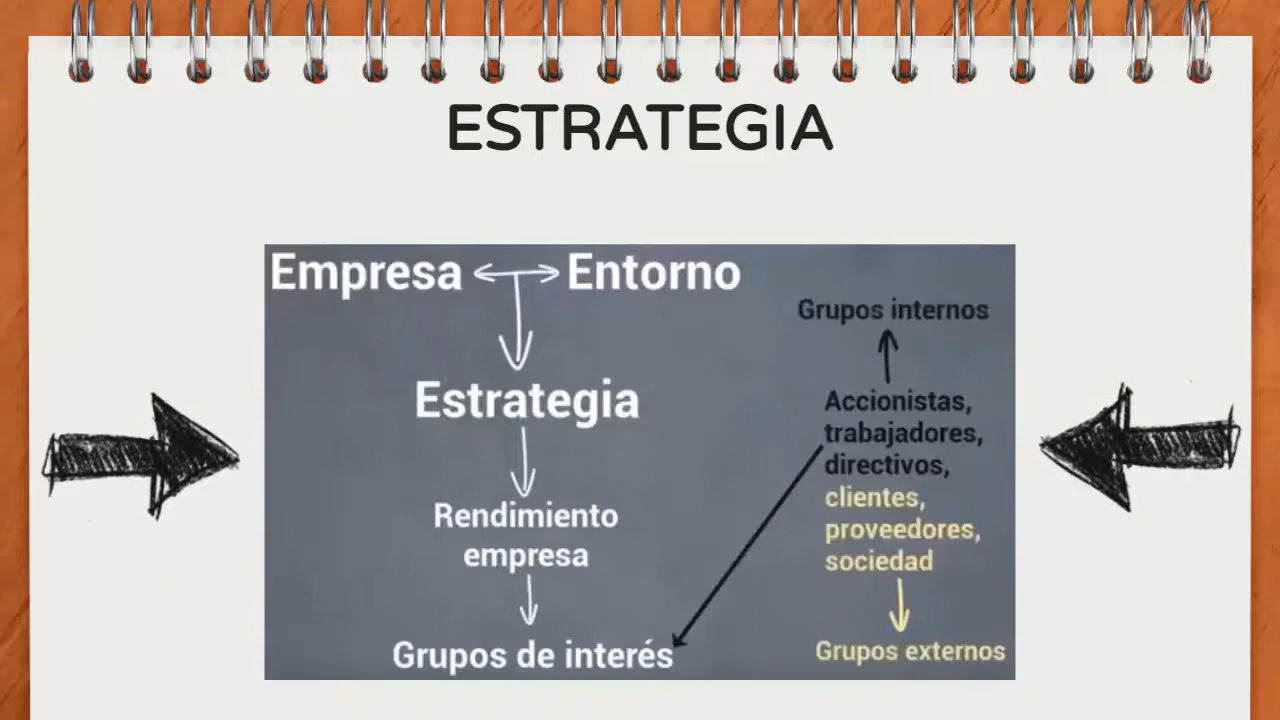 ESTRATEGIA
Empresa Entorno
Estrategia
Rendimiento
empresa
Grupos de interés
Grupos internos
Accionistas,
trabajadores,
directivos,
clientes,
proveedores,
sociedad
Grupos externos